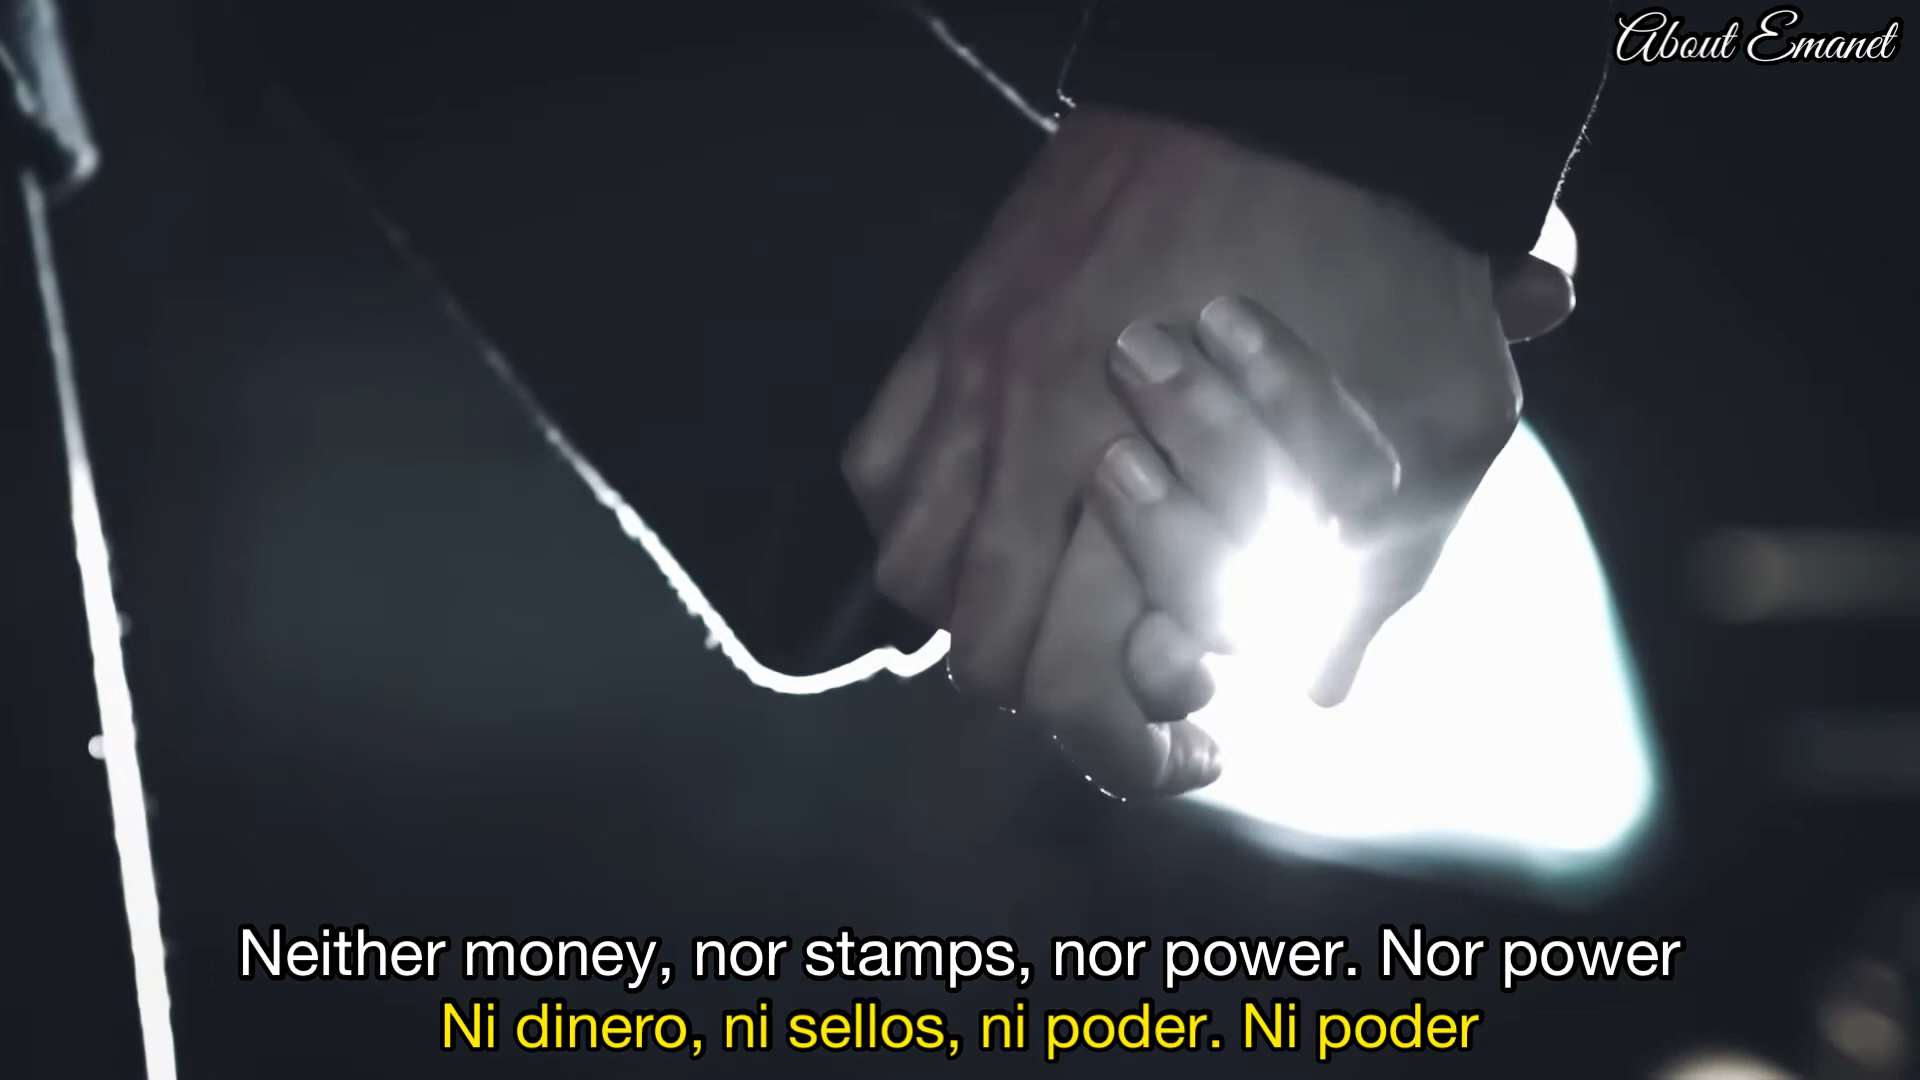 About Emanet
Neither money, nor stamps, nor power. Nor power
Ni dinero, ni sellos, ni poder. Ni poder